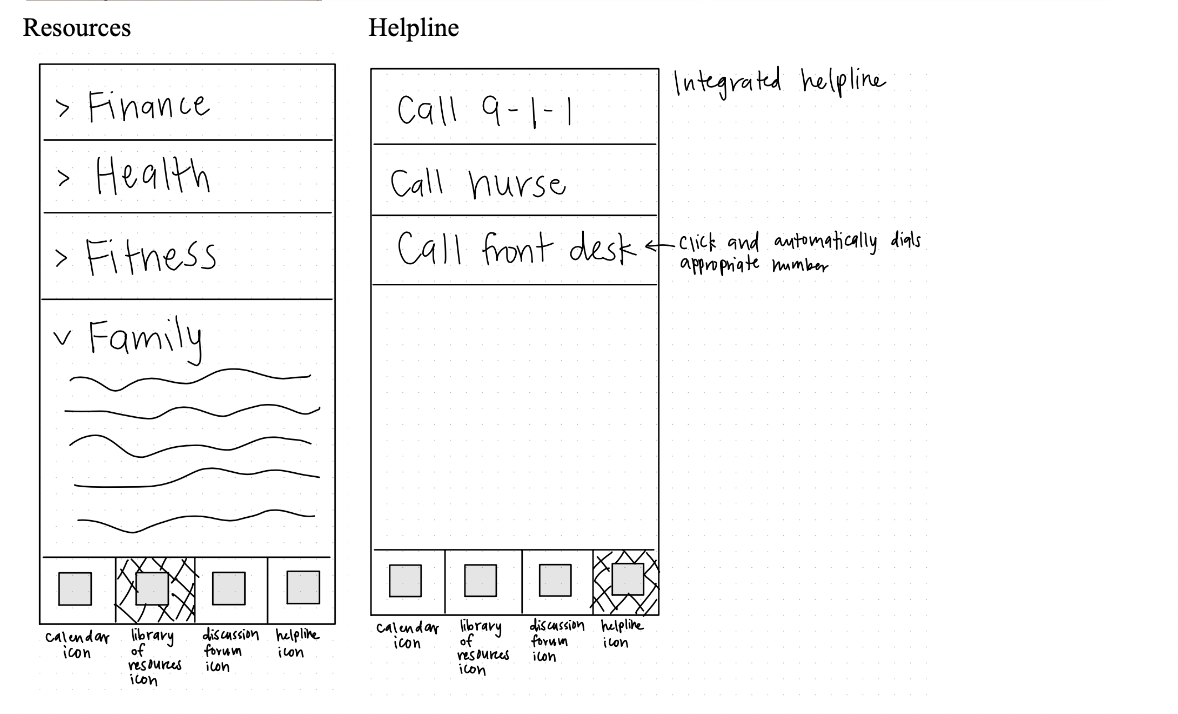 Resources
> Finance
> Health
> Fitness
v Family
calendar
icon
library
of
resources
icon
discussion
forum
icon
helpline
icon
Helpline
Call 9-1-1
Call nurse
Call front desk
Integrated helpline
click and automatically dials
appropriate number
calendar
icon
library
of
resources
icon
discussion
forum
icon
helpline
icon